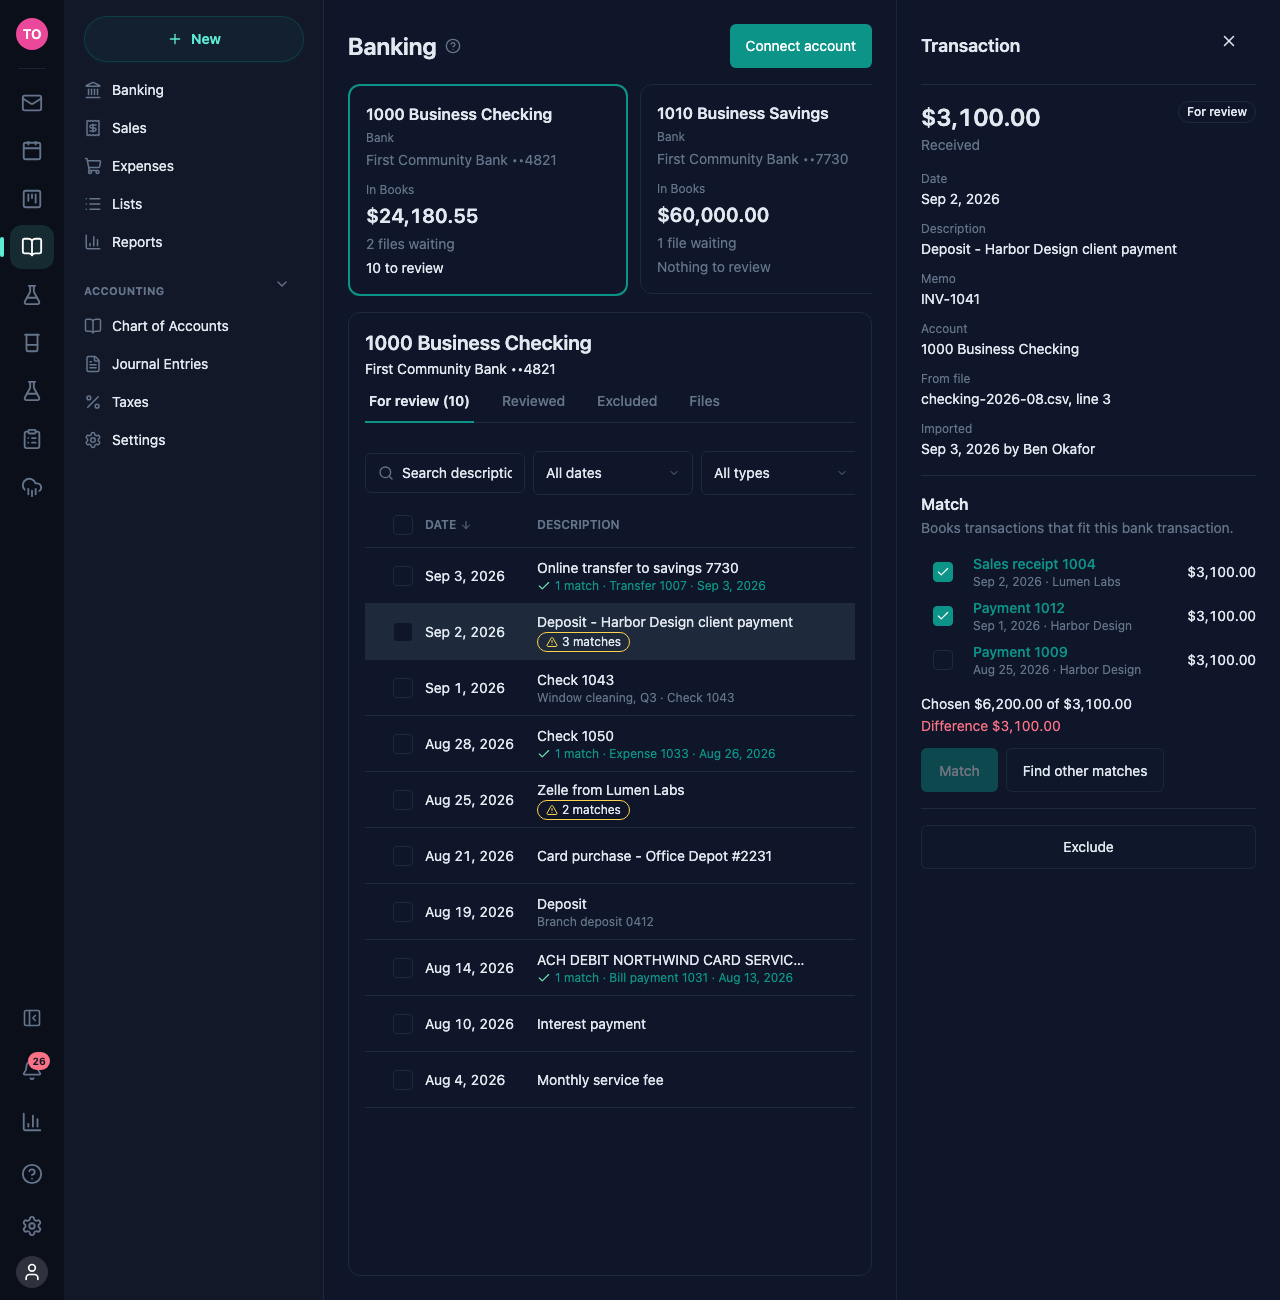 TO
New
Banking
Sales
Expenses
Lists
Reports
ACCOUNTING
Chart of Accounts
Journal Entries
Taxes
Settings
26
Banking
Connect account
1000 Business Checking
Bank
First Community Bank ••4821
In Books
$24,180.55
2 files waiting
10 to review
1010 Business Savings
Bank
First Community Bank ••7730
In Books
$60,000.00
1 file waiting
Nothing to review
1000 Business Checking
First Community Bank ••4821
For review (10) Reviewed Excluded Files
Search descriptic All dates All types
DATE DESCRIPTION
Sep 3, 2026 Online transfer to savings 7730
1 match · Transfer 1007 · Sep 3, 2026
Sep 2, 2026 Deposit - Harbor Design client payment
3 matches
Sep 1, 2026 Check 1043
Window cleaning, Q3 · Check 1043
Aug 28, 2026 Check 1050
1 match · Expense 1033 · Aug 26, 2026
Aug 25, 2026 Zelle from Lumen Labs
2 matches
Aug 21, 2026 Card purchase - Office Depot #2231
Aug 19, 2026 Deposit
Branch deposit 0412
Aug 14, 2026 ACH DEBIT NORTHWIND CARD SERVIC...
1 match · Bill payment 1031 · Aug 13, 2026
Aug 10, 2026 Interest payment
Aug 4, 2026 Monthly service fee
Transaction
$3,100.00 For review
Received
Date
Sep 2, 2026
Description
Deposit - Harbor Design client payment
Memo
INV-1041
Account
1000 Business Checking
From file
checking-2026-08.csv, line 3
Imported
Sep 3, 2026 by Ben Okafor
Match
Books transactions that fit this bank transaction.
Sales receipt 1004 $3,100.00
Sep 2, 2026 · Lumen Labs
Payment 1012 $3,100.00
Sep 1, 2026 · Harbor Design
Payment 1009 $3,100.00
Aug 25, 2026 · Harbor Design
Chosen $6,200.00 of $3,100.00
Difference $3,100.00
Match Find other matches
Exclude